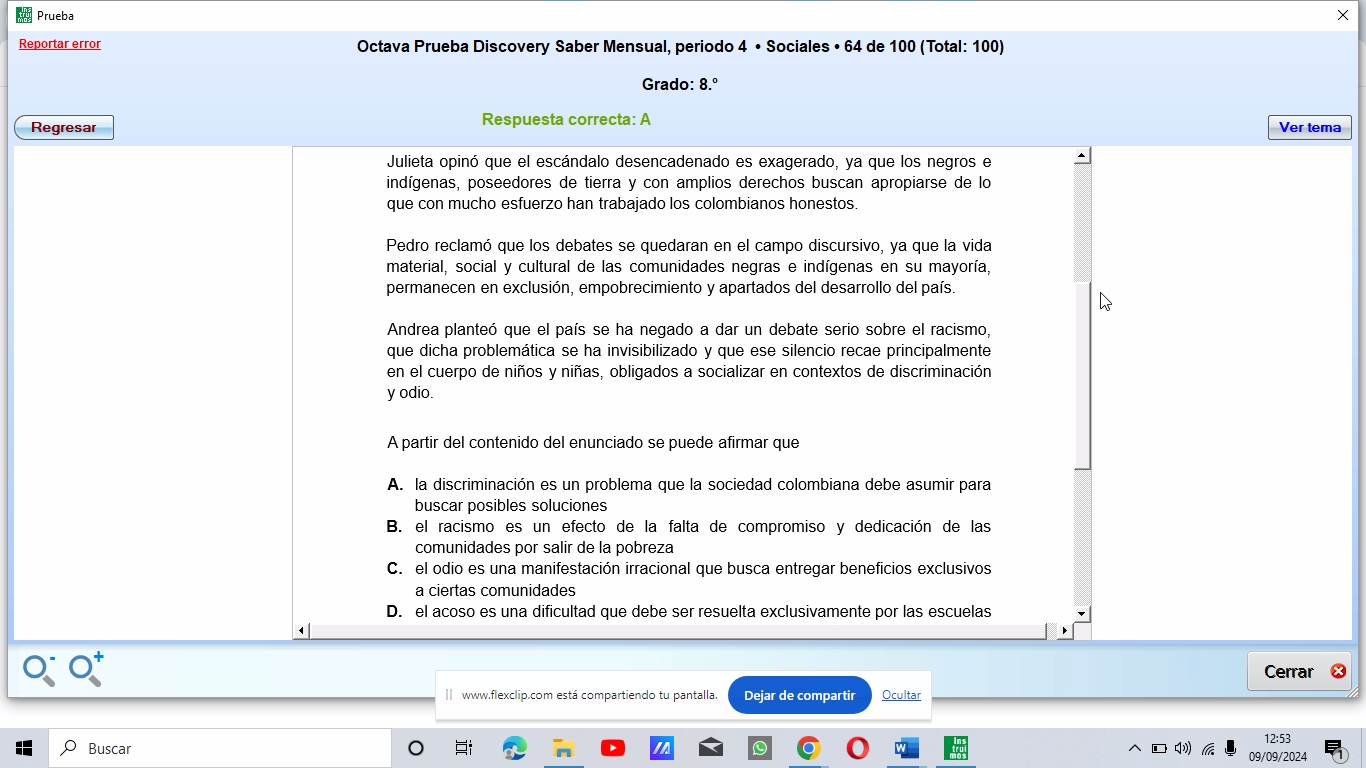 Prueba
Reportar error
Octava Prueba Discovery Saber Mensual, periodo 4 • Sociales • 64 de 100 (Total: 100)
Grado: 8.°
Respuesta correcta: A
Regresar
Ver tema
Julieta opinó que el escándalo desencadenado es exagerado, ya que los negros e
indígenas, poseedores de tierra y con amplios derechos buscan apropiarse de lo
que con mucho esfuerzo han trabajado los colombianos honestos.
Pedro reclamó que los debates se quedaran en el campo discursivo, ya que la vida
material, social y cultural de las comunidades negras e indígenas en su mayoría,
permanecen en exclusión, empobrecimiento y apartados del desarrollo del país.
Andrea planteó que el país se ha negado a dar un debate serio sobre el racismo,
que dicha problemática se ha invisibilizado y que ese silencio recae principalmente
en el cuerpo de niños y niñas, obligados a socializar en contextos de discriminación
y odio.
A partir del contenido del enunciado se puede afirmar que
A. la discriminación es un problema que la sociedad colombiana debe asumir para
buscar posibles soluciones
B. el racismo es un efecto de la falta de compromiso y dedicación de las
comunidades por salir de la pobreza
C. el odio es una manifestación irracional que busca entregar beneficios exclusivos
a ciertas comunidades
D. el acoso es una dificultad que debe ser resuelta exclusivamente por las escuelas
Cerrar
www.flexclip.com está compartiendo tu pantalla.
Dejar de compartir
Ocultar
Buscar
Ins
trui
mos
12:53
09/09/2024
1